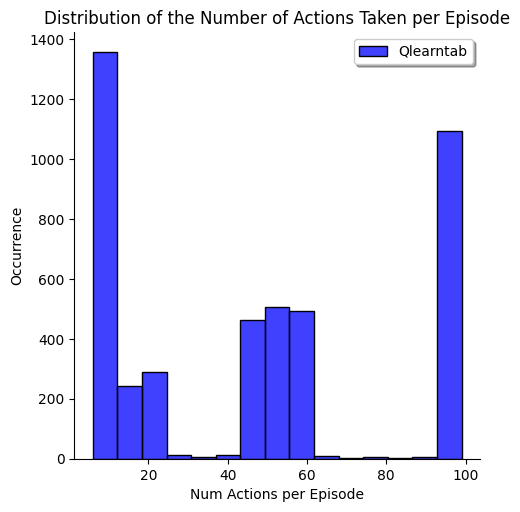 Distribution of the Number of Actions Taken per Episode
Qlearntab
1400
1200
1000
800
600
400
200
0
Occurrence
20 40 60 80 100
Num Actions per Episode